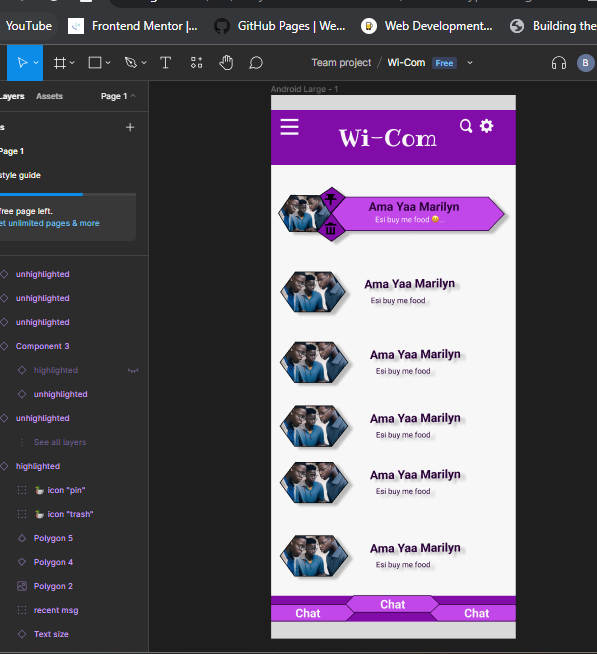 YouTube
Frontend Mentor |...
GitHub Pages | We...
Web Development...
Building the
Team project / Wi-Com Free
B
ayers
Assets
Page 1
s
Page 1
style guide
free page left.
et unlimited pages & more
unhighlighted
unhighlighted
unhighlighted
Component 3
highlighted
unhighlighted
unhighlighted
See all layers
highlighted
icon "pin"
icon "trash"
Polygon 5
Polygon 4
Polygon 2
recent msg
Text size
Android Large - 1
Wi-Com
Ama Yaa Marilyn
Esi buy me food 😁...
Ama Yaa Marilyn
Esi buy me food
Ama Yaa Marilyn
Esi buy me food
Ama Yaa Marilyn
Esi buy me food
Ama Yaa Marilyn
Esi buy me food
Ama Yaa Marilyn
Esi buy me food
Chat
Chat
Chat